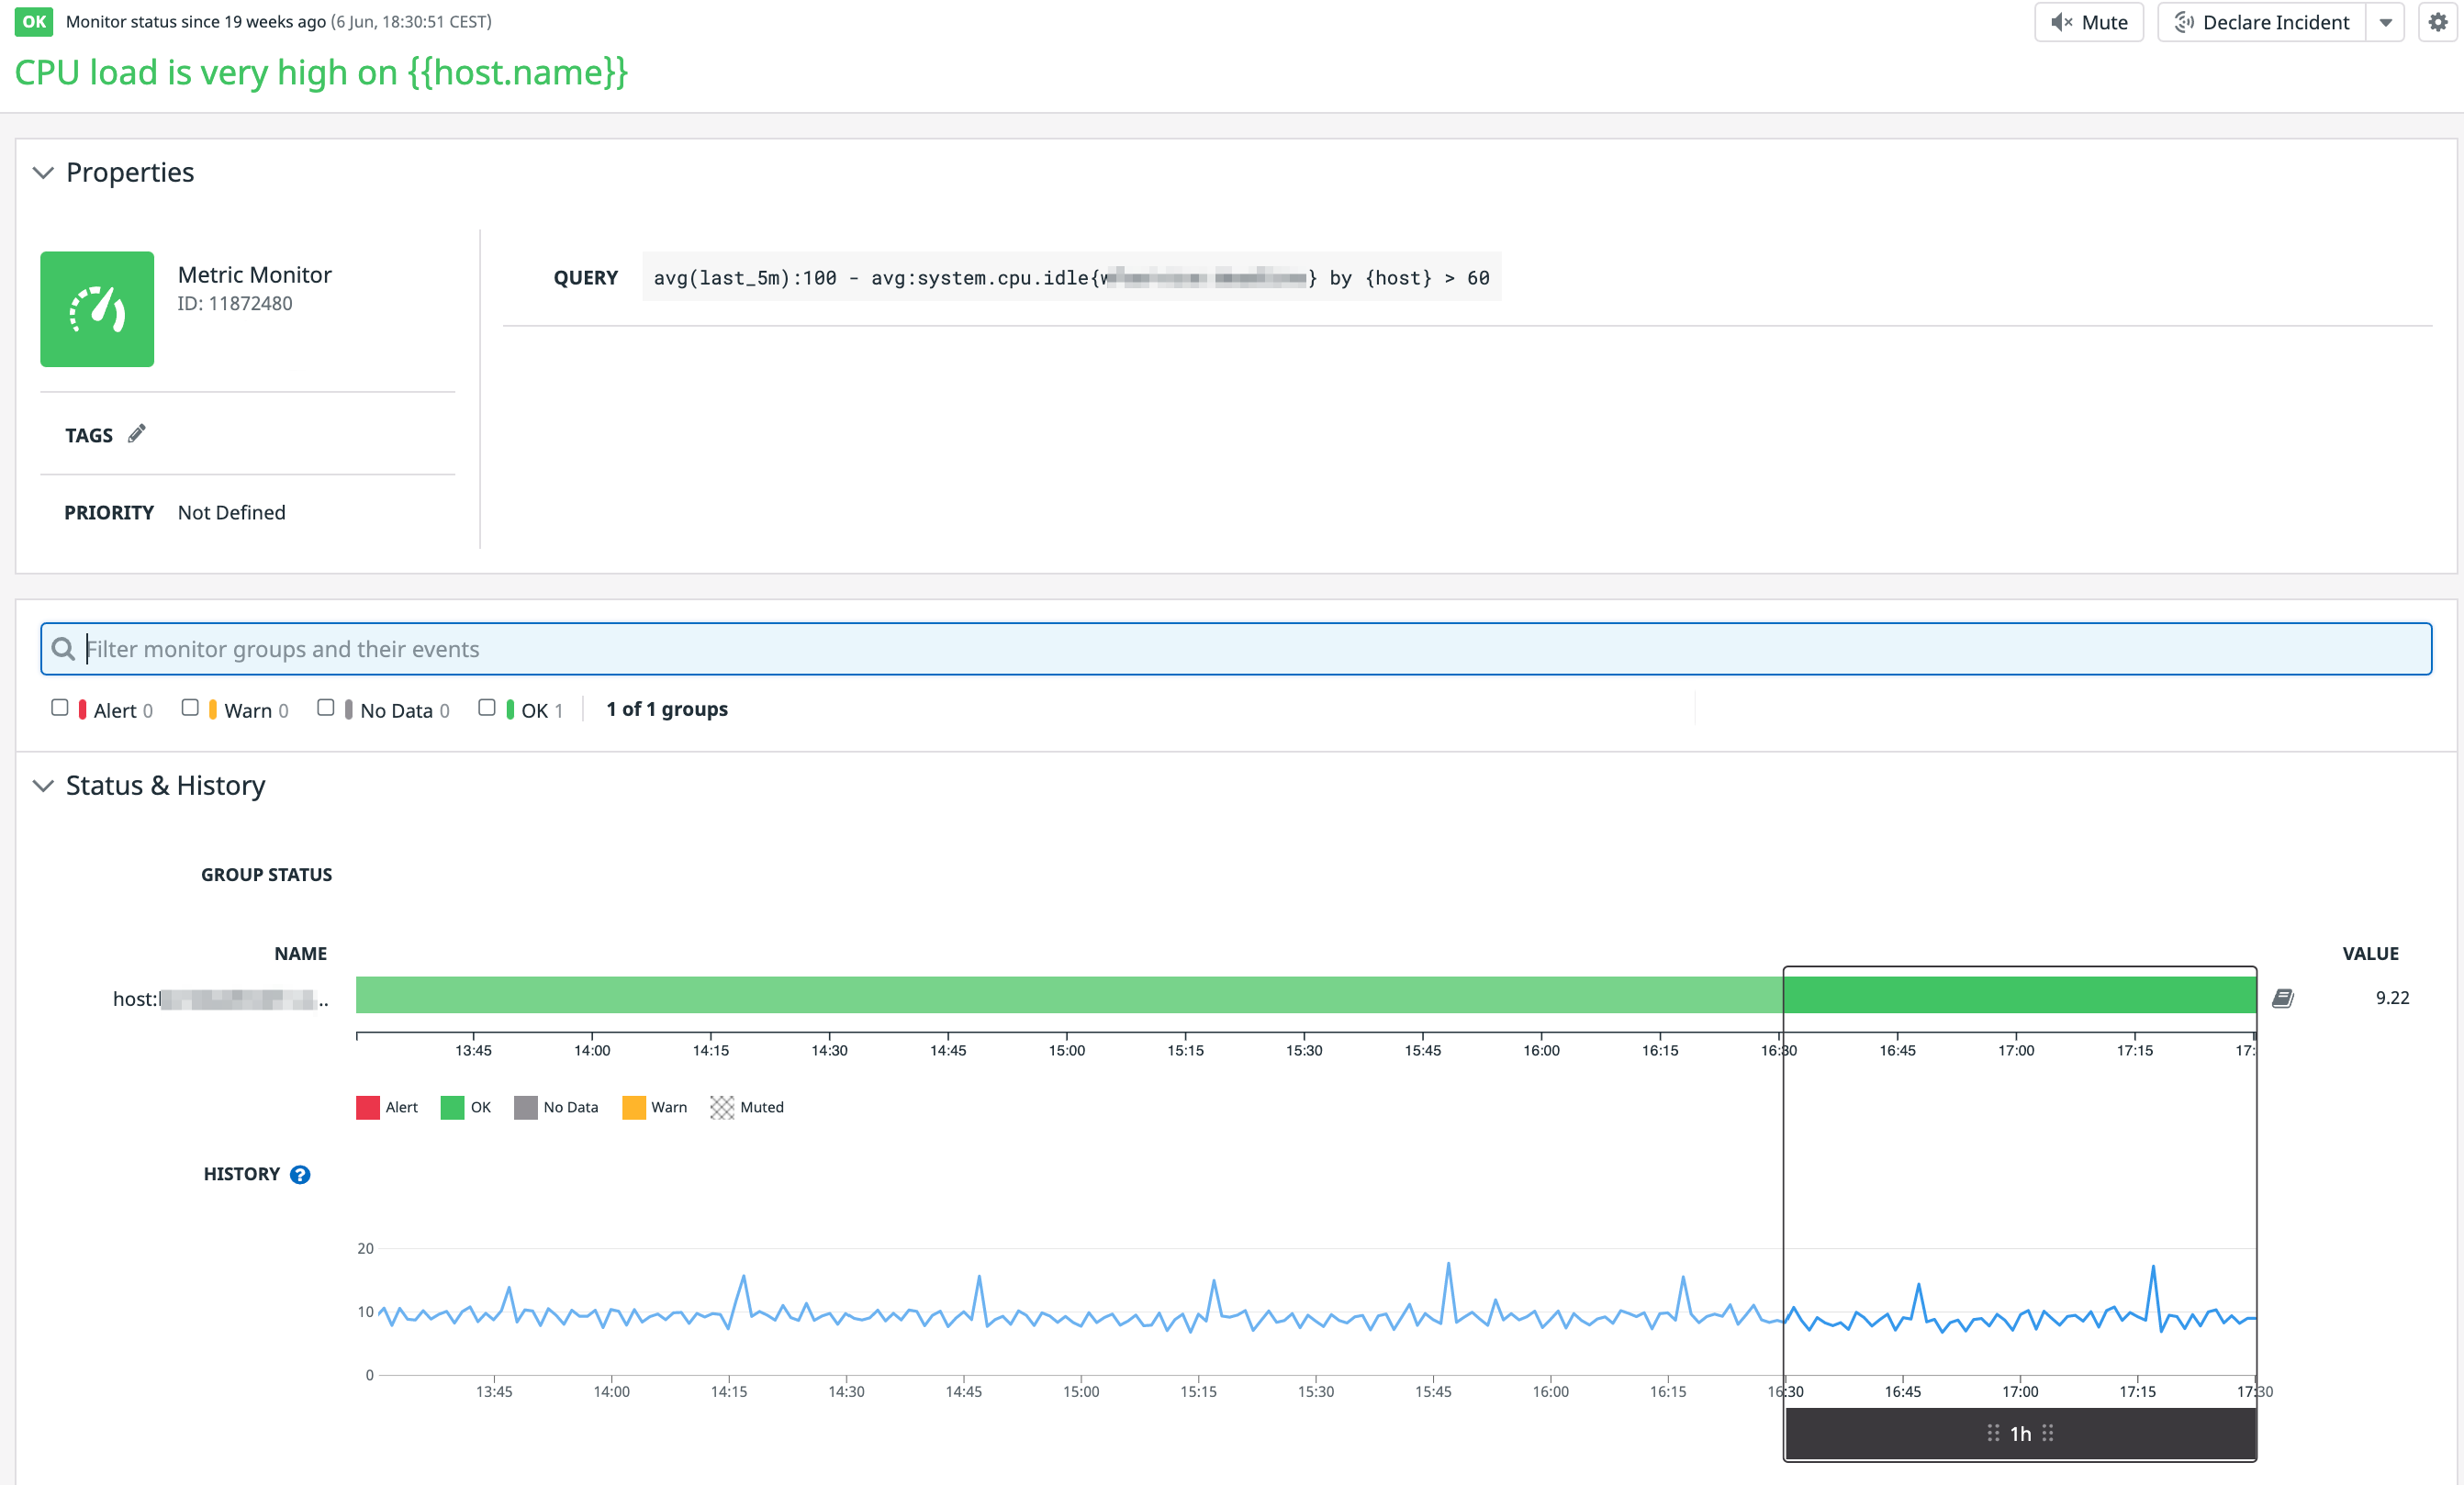 OK Monitor status since 19 weeks ago (6 Jun, 18:30:51 CEST) Mute Declare Incident
CPU load is very high on {{host.name}}
Properties
Metric Monitor
ID: 11872480
QUERY avg(last_5m):100 - avg:system.cpu.idle{ } by {host} > 60
TAGS
PRIORITY Not Defined
Filter monitor groups and their events
Alert 0 Warn 0 No Data 0 OK 1 1 of 1 groups
Status & History
GROUP STATUS
NAME VALUE
host: .. 9.22
13:45 14:00 14:15 14:30 14:45 15:00 15:15 15:30 15:45 16:00 16:15 16:30 16:45 17:00 17:15 17:
Alert OK No Data Warn Muted
HISTORY ?
20
10
0
13:45 14:00 14:15 14:30 14:45 15:00 15:15 15:30 15:45 16:00 16:15 16:30 16:45 17:00 17:15 17:30
1h